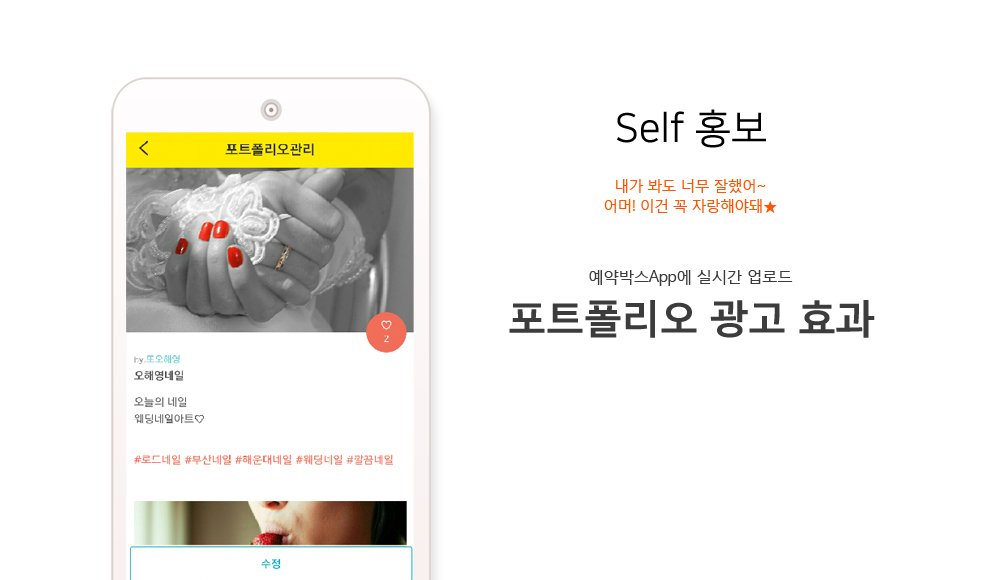 포트폴리오관리
2
by.또오해영
오해영네일
오늘의 네일
웨딩네일아트♡
#로드네일 #부산네일 #해운대네일 #웨딩네일 #깔끔네일
수정
Self 홍보
내가 봐도 너무 잘했어~
어머! 이건 꼭 자랑해야돼★
예약박스App에 실시간 업로드
포트폴리오 광고 효과